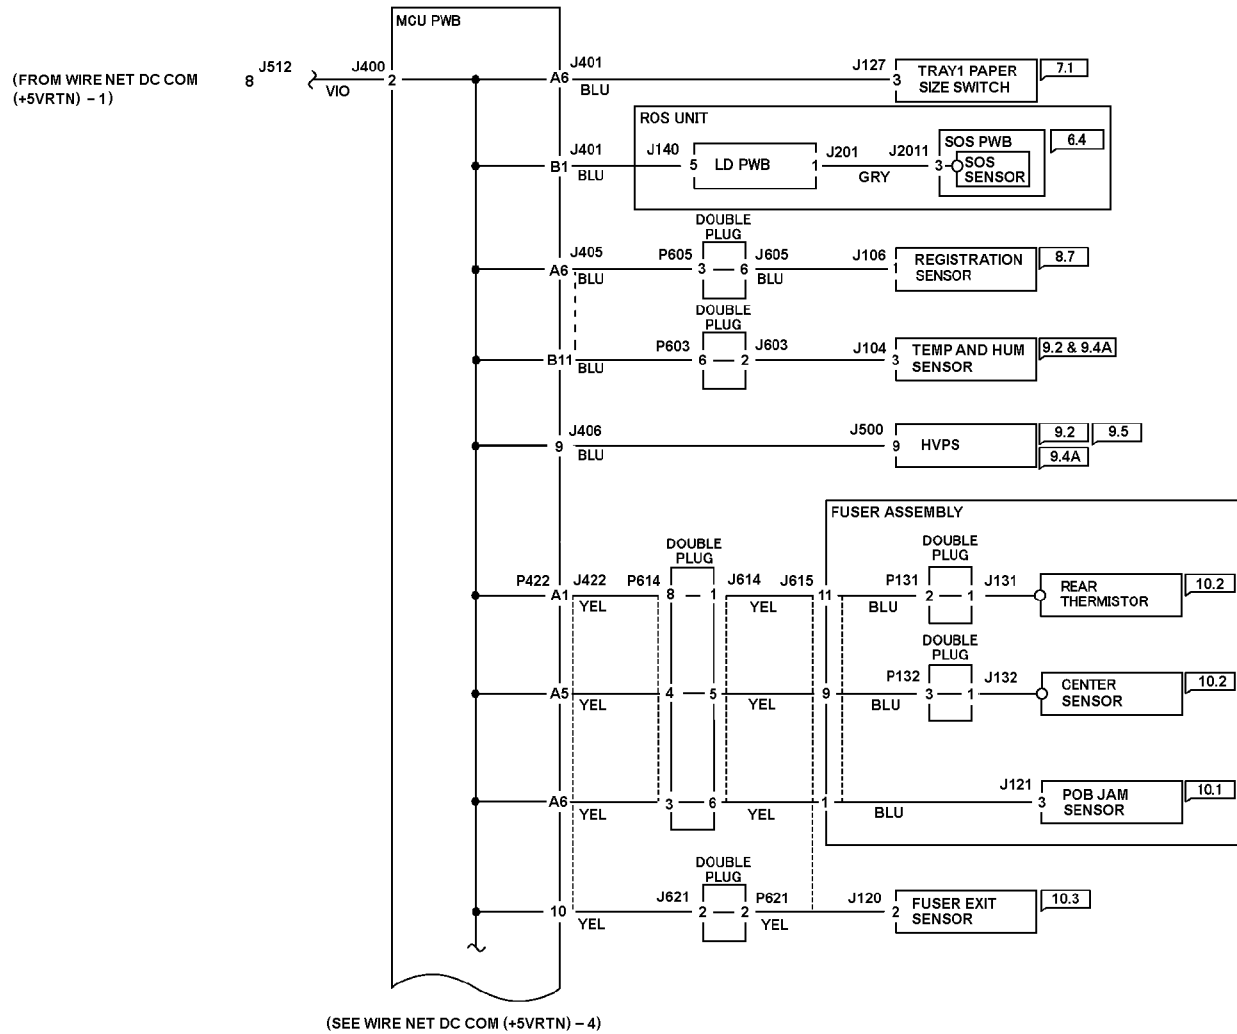 MCU PWB
(FROM WIRE NET DC COM
(+5VRTN) – 1)
8
J512
VIO
J400
2
A6
J401
BLU
J127
3
TRAY1 PAPER
SIZE SWITCH
7.1
ROS UNIT
B1
J401
BLU
J140
5
LD PWB
1
J201
GRY
J2011
3
SOS PWB
SOS
SENSOR
6.4
DOUBLE
PLUG
A6
J405
BLU
P605
3 — 6
J605
BLU
J106
1
REGISTRATION
SENSOR
8.7
DOUBLE
PLUG
B11
BLU
P603
6 — 2
J603
J104
3
TEMP AND HUM
SENSOR
9.2 & 9.4A
9
J406
BLU
J500
9
HVPS
9.2
9.5
9.4A
FUSER ASSEMBLY
DOUBLE
PLUG
DOUBLE
PLUG
P422
A1
J422
YEL
P614
8 — 1
J614
YEL
J615
11
BLU
P131
2 — 1
J131
REAR
THERMISTOR
10.2
DOUBLE
PLUG
A5
YEL
4 — 5
YEL
9
BLU
P132
3 — 1
J132
CENTER
SENSOR
10.2
A6
YEL
3 — 6
YEL
1
BLU
J121
3
POB JAM
SENSOR
10.1
DOUBLE
PLUG
10
YEL
J621
2 — 2
P621
YEL
J120
2
FUSER EXIT
SENSOR
10.3
(SEE WIRE NET DC COM (+5VRTN) – 4)